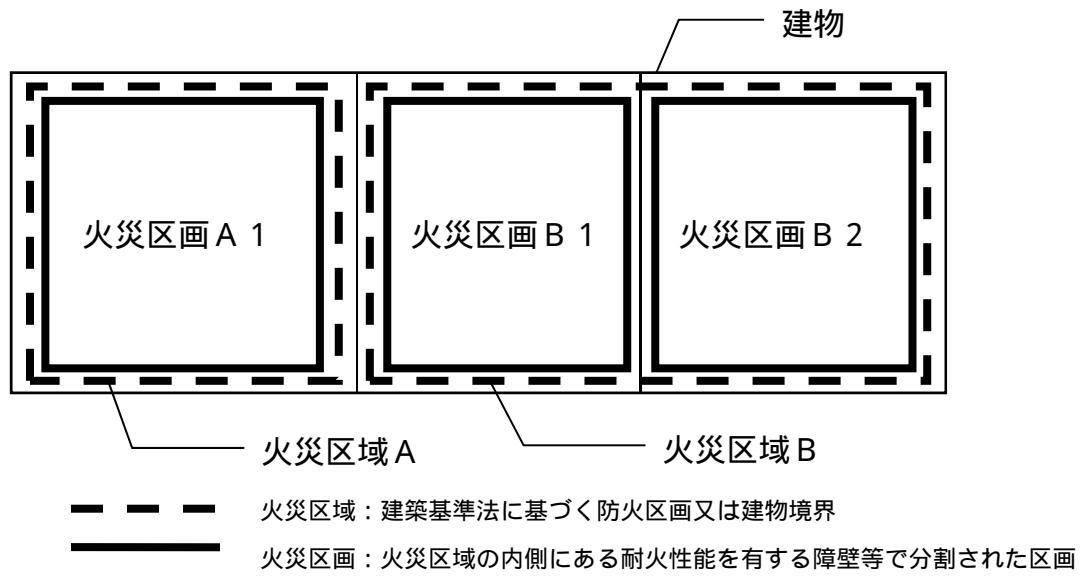 建物
火災区画A1
火災区画B1
火災区画B2
火災区域A
火災区域B
火災区域：建築基準法に基づく防火区画又は建物境界
火災区画：火災区域の内側にある耐火性能を有する障壁等で分割された区画